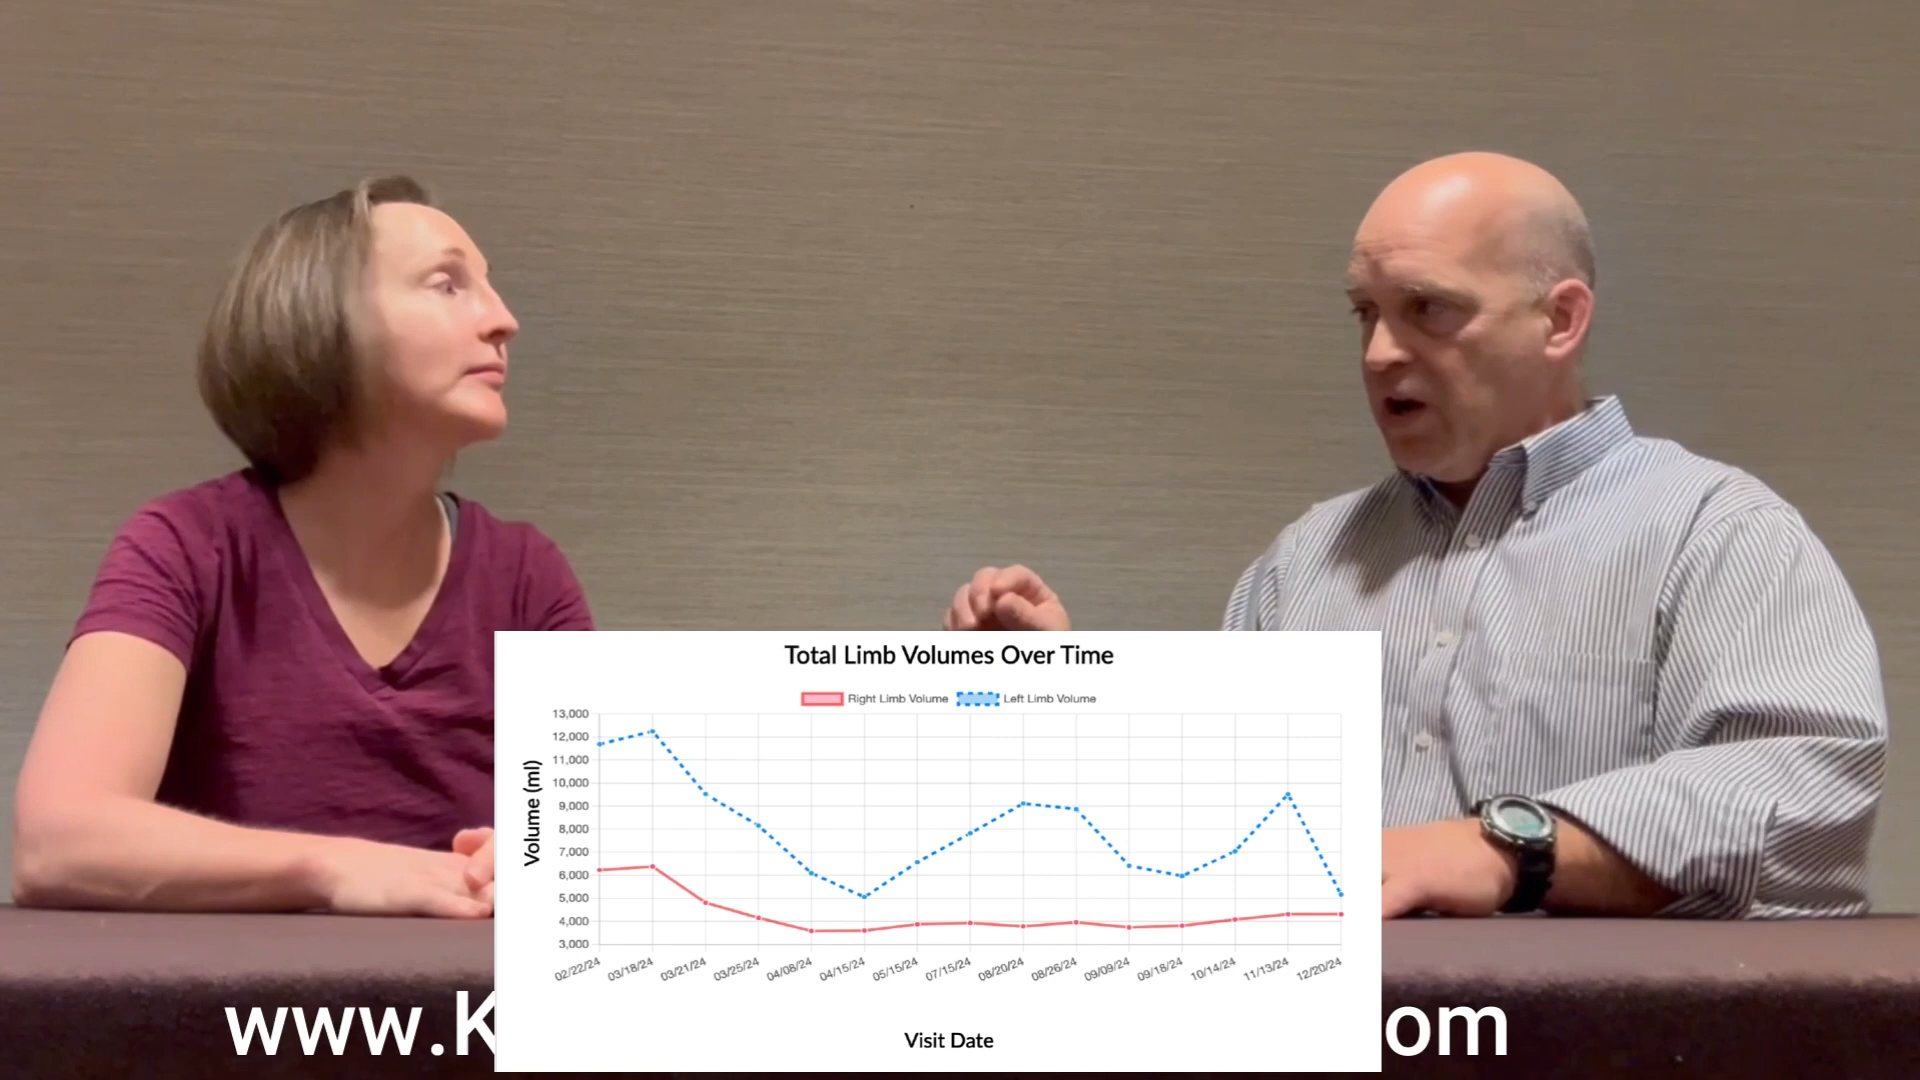 Total Limb Volumes Over Time
Right Limb Volume Left Limb Volume
13,000
12,000
11,000
10,000
9,000
8,000
7,000
6,000
5,000
4,000
3,000
Volume (ml)
02/22/24 03/18/24 03/21/24 03/25/24 04/08/24 04/15/24 05/15/24 07/15/24 08/20/24 08/26/24 09/09/24 09/18/24 10/14/24 11/13/24 12/20/24
Visit Date
www.K om